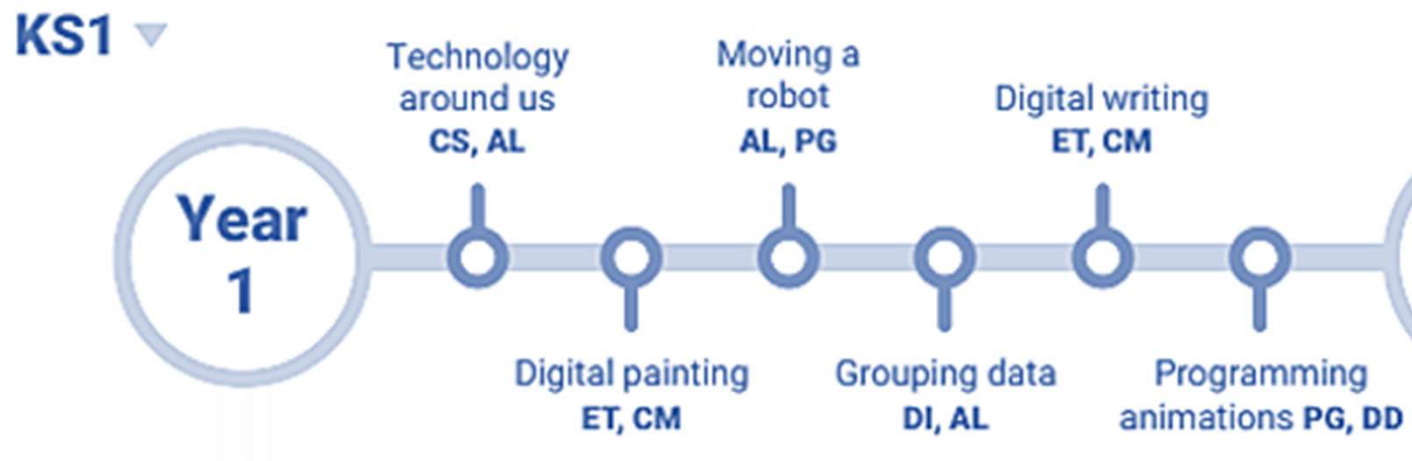 KS1
Year
1
Technology
around us
CS, AL
Digital painting
ET, CM
Moving a
robot
AL, PG
Grouping data
DI, AL
Digital writing
ET, CM
Programming
animations PG, DD